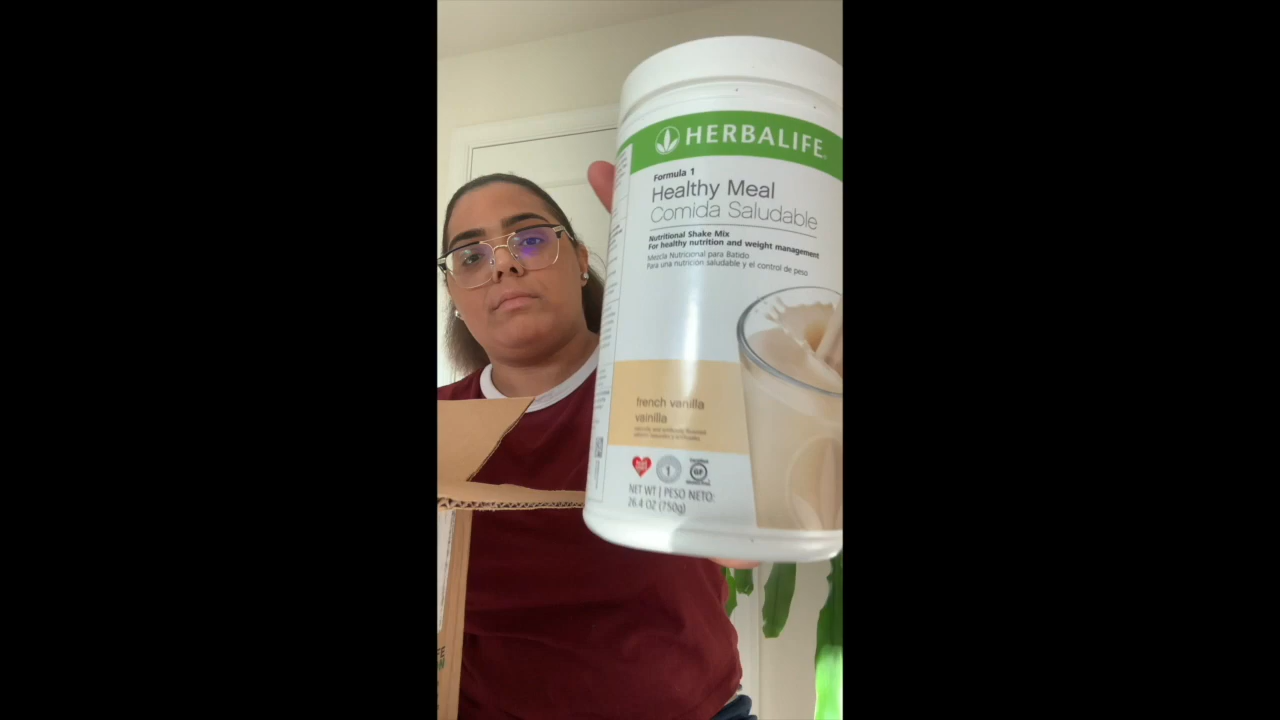 HERBALIFE
Formula 1
Healthy Meal
Comida Saludable
Nutritional Shake Mix
For healthy nutrition and weight management
Mezcla Nutricional para Batido
Para una nutrición saludable y el control de peso
french vanilla
vainilla
1
GF
NET WT | PESO NETO:
26.4 OZ (750g)